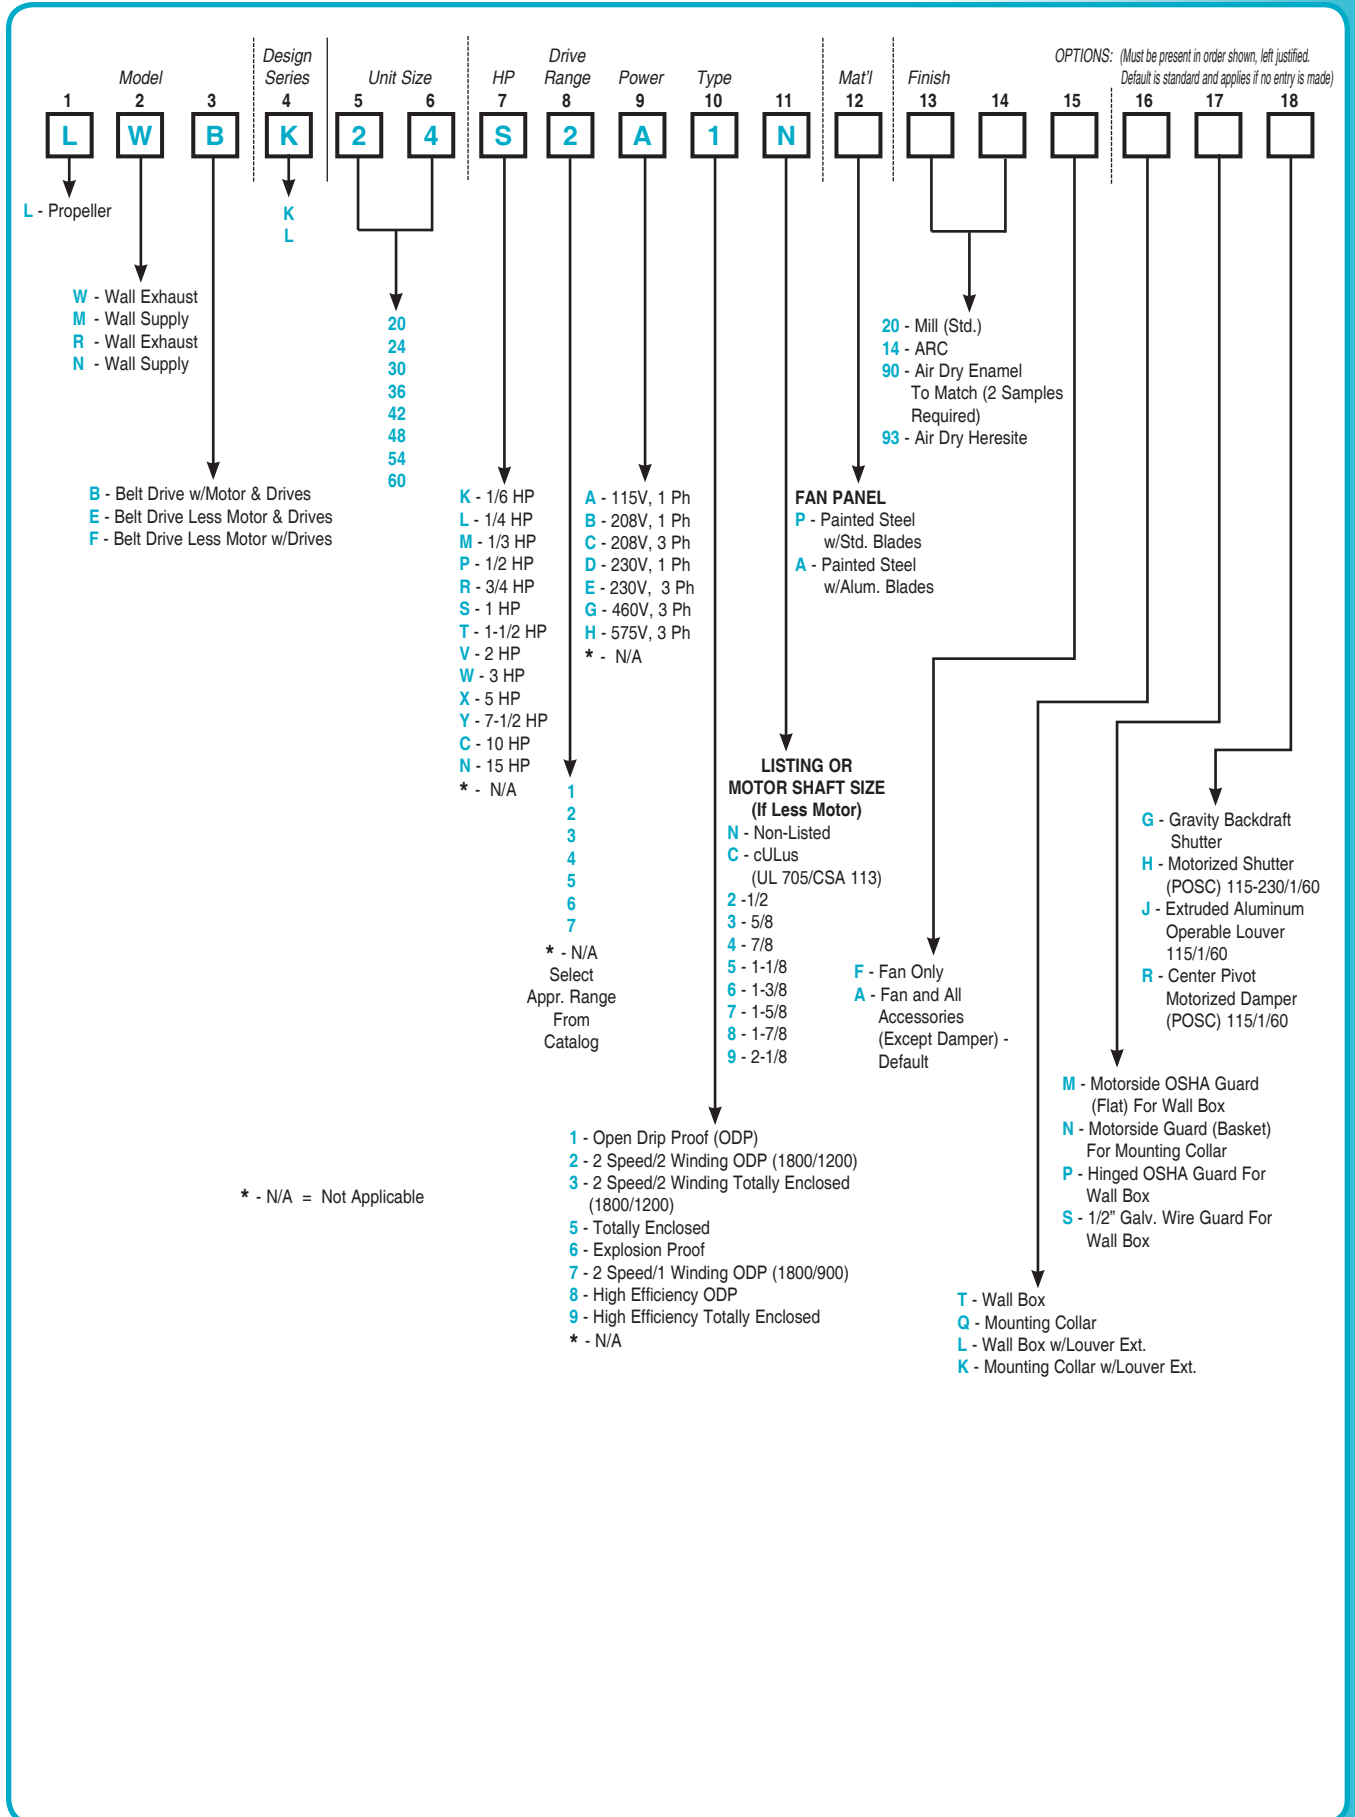 OPTIONS: (Must be present in order shown, left justified.
Default is standard and applies if no entry is made)
Model
Design
Series
Unit Size
HP
Drive
Range
Power
Type
Mat'l
Finish
1 2 3 4 5 6 7 8 9 10 11 12 13 14 15 16 17 18
L W B K 2 4 S 2 A 1 N
L - Propeller
W - Wall Exhaust
M - Wall Supply
R - Wall Exhaust
N - Wall Supply
B - Belt Drive w/Motor & Drives
E - Belt Drive Less Motor & Drives
F - Belt Drive Less Motor w/Drives
K
L
20
24
30
36
42
48
54
60
K - 1/6 HP
L - 1/4 HP
M - 1/3 HP
P - 1/2 HP
R - 3/4 HP
S - 1 HP
T - 1-1/2 HP
V - 2 HP
W - 3 HP
X - 5 HP
Y - 7-1/2 HP
C - 10 HP
N - 15 HP
* - N/A
1
2
3
4
5
6
7
* - N/A
Select
Appr. Range
From
Catalog
A - 115V, 1 Ph
B - 208V, 1 Ph
C - 208V, 3 Ph
D - 230V, 1 Ph
E - 230V, 3 Ph
G - 460V, 3 Ph
H - 575V, 3 Ph
* - N/A
1 - Open Drip Proof (ODP)
2 - 2 Speed/2 Winding ODP (1800/1200)
3 - 2 Speed/2 Winding Totally Enclosed
(1800/1200)
5 - Totally Enclosed
6 - Explosion Proof
7 - 2 Speed/1 Winding ODP (1800/900)
8 - High Efficiency ODP
9 - High Efficiency Totally Enclosed
* - N/A
LISTING OR
MOTOR SHAFT SIZE
(If Less Motor)
N - Non-Listed
C - cULus
(UL 705/CSA 113)
2 -1/2
3 - 5/8
4 - 7/8
5 - 1-1/8
6 - 1-3/8
7 - 1-5/8
8 - 1-7/8
9 - 2-1/8
FAN PANEL
P - Painted Steel
w/Std. Blades
A - Painted Steel
w/Alum. Blades
20 - Mill (Std.)
14 - ARC
90 - Air Dry Enamel
To Match (2 Samples
Required)
93 - Air Dry Heresite
F - Fan Only
A - Fan and All
Accessories
(Except Damper) -
Default
T - Wall Box
Q - Mounting Collar
L - Wall Box w/Louver Ext.
K - Mounting Collar w/Louver Ext.
M - Motorside OSHA Guard
(Flat) For Wall Box
N - Motorside Guard (Basket)
For Mounting Collar
P - Hinged OSHA Guard For
Wall Box
S - 1/2” Galv. Wire Guard For
Wall Box
G - Gravity Backdraft
Shutter
H - Motorized Shutter
(POSC) 115-230/1/60
J - Extruded Aluminum
Operable Louver
115/1/60
R - Center Pivot
Motorized Damper
(POSC) 115/1/60
* - N/A = Not Applicable